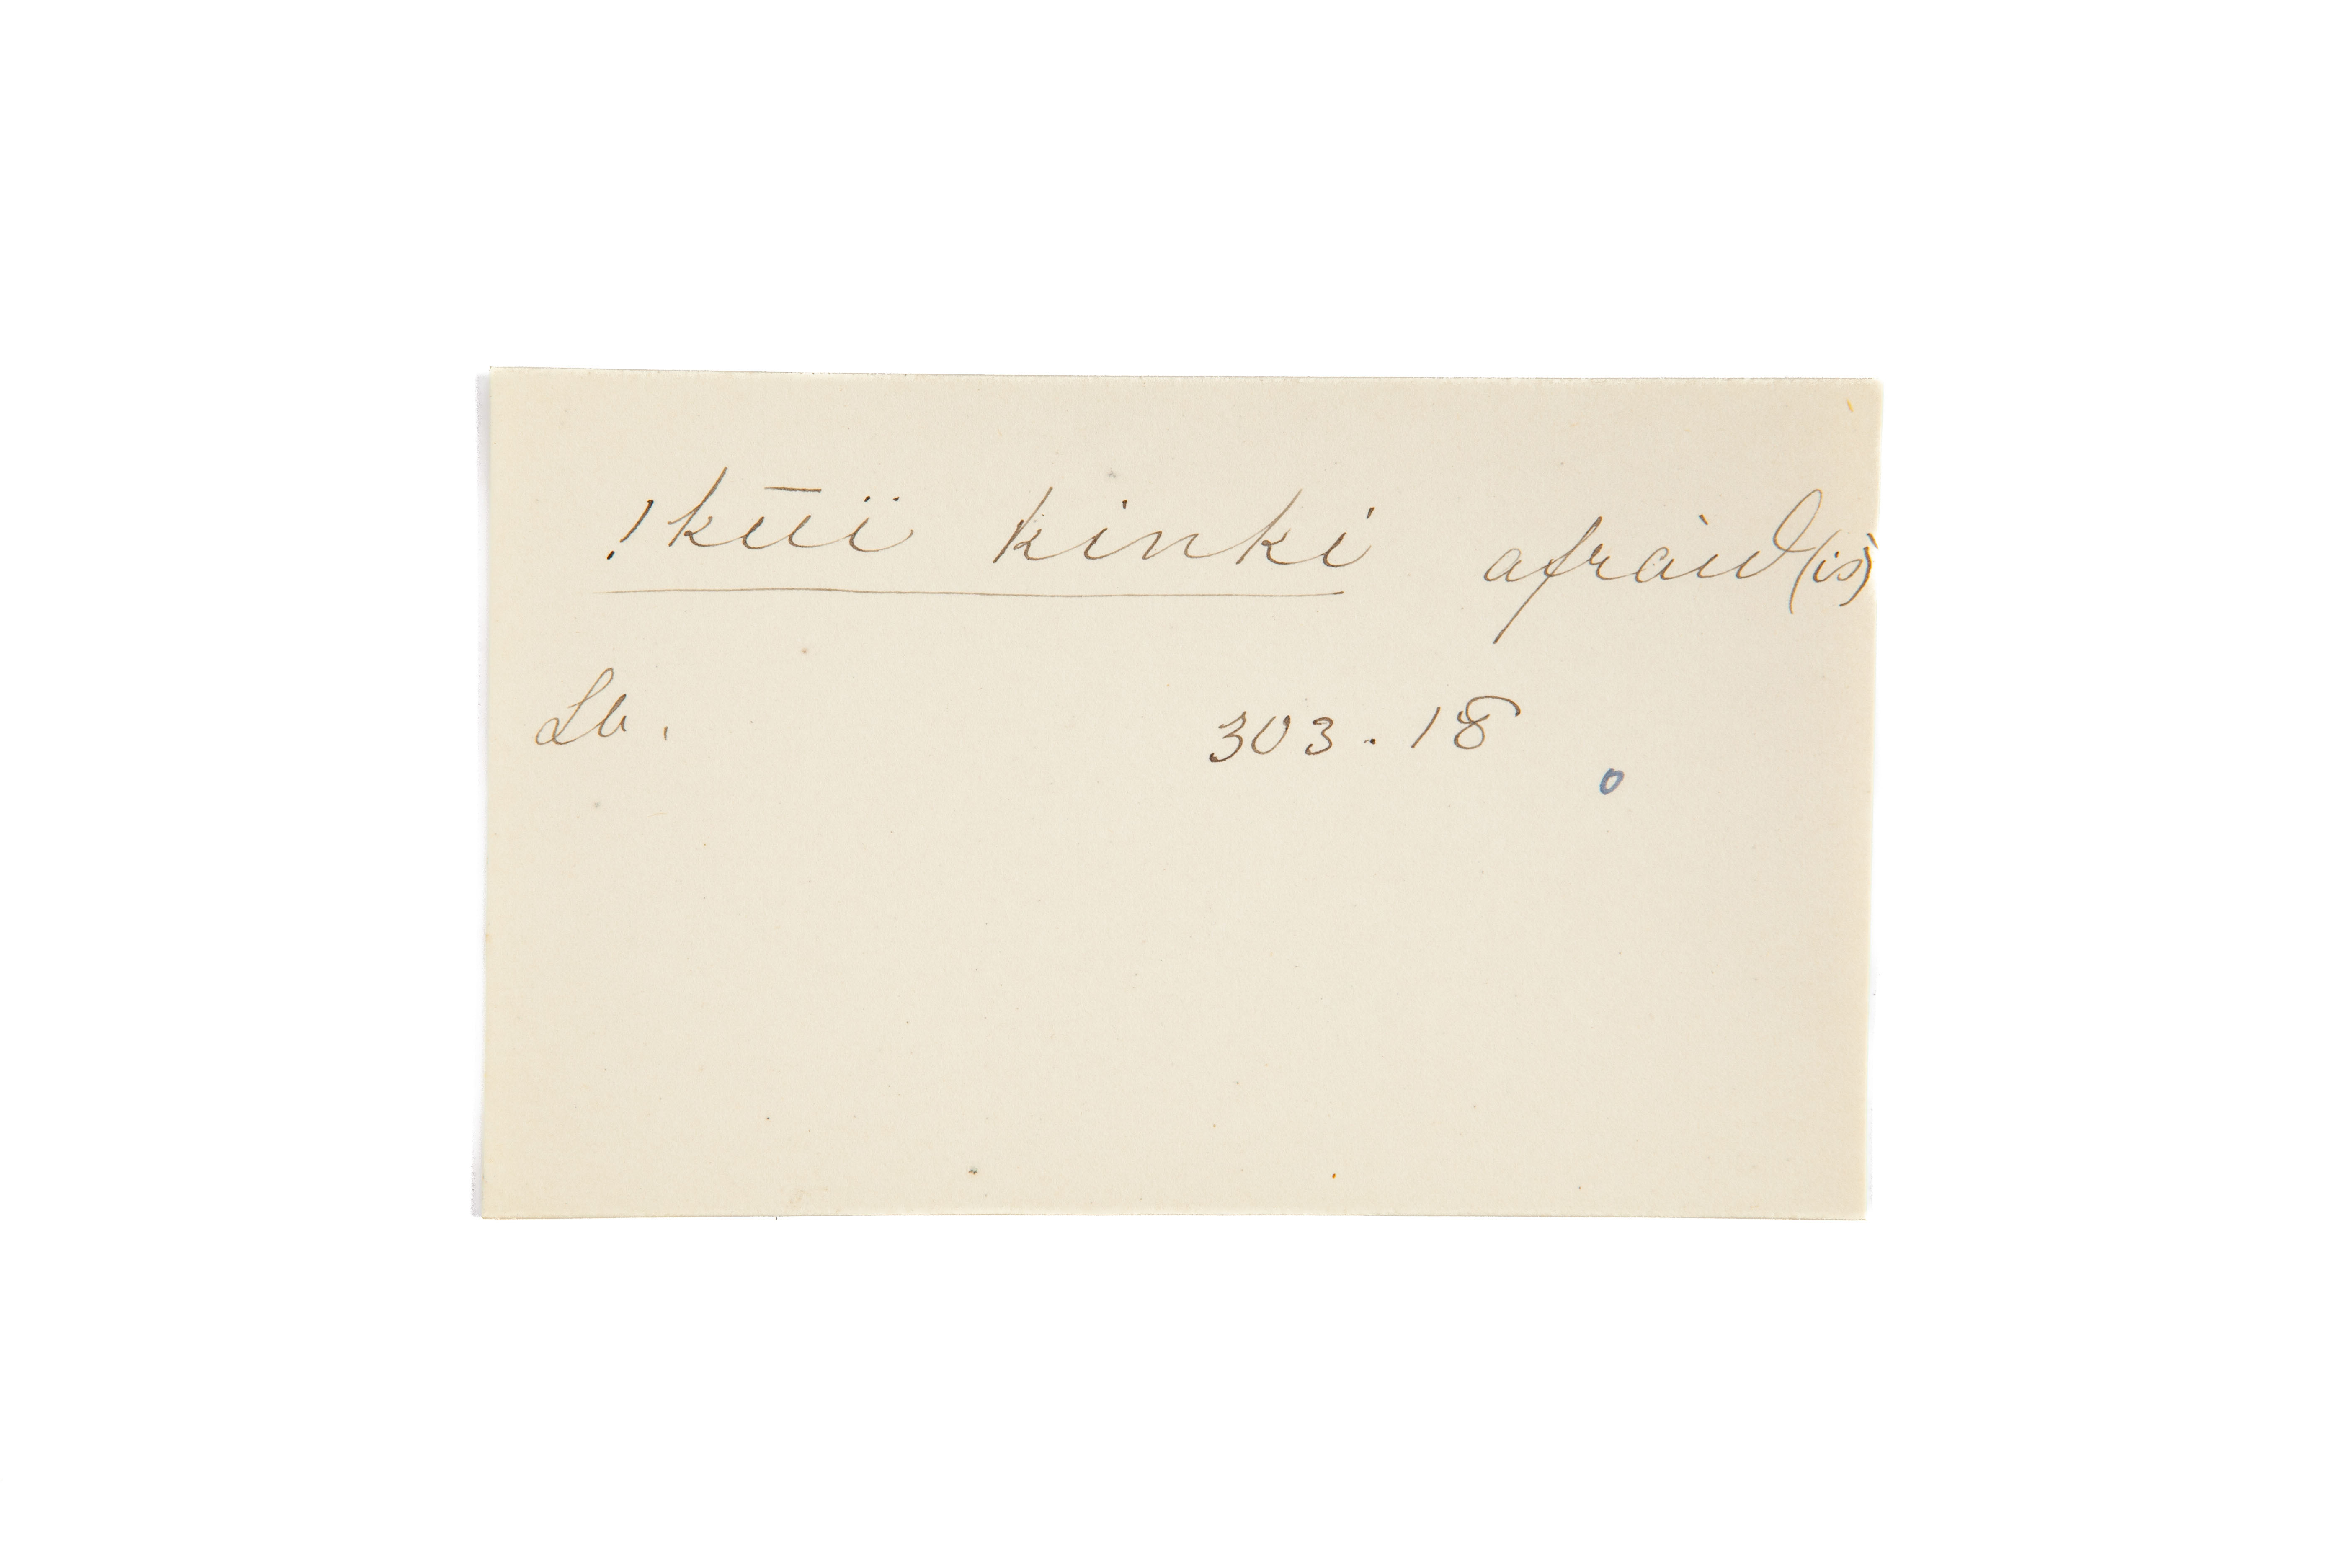 !kūï kinki afraid (is)
Lb. 303. 18
o